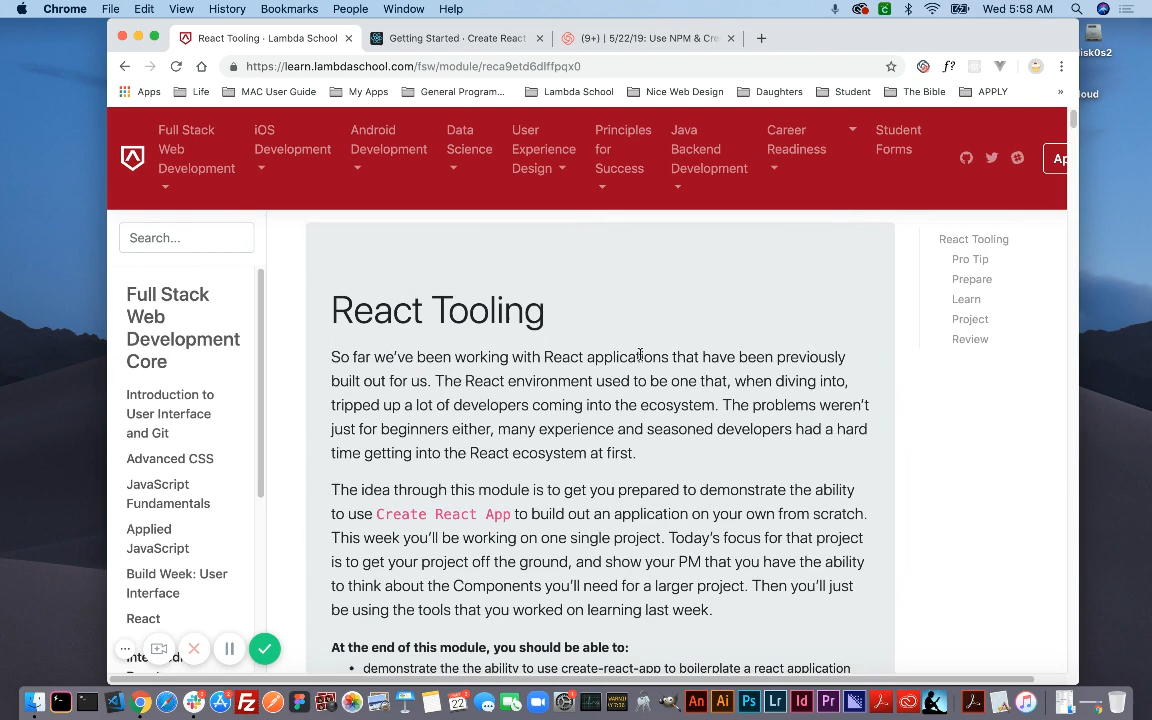 Chrome File Edit View History Bookmarks People Window Help Wed 5:58 AM
React Tooling · Lambda School
Getting Started · Create React
(9+) | 5/22/19: Use NPM & Cre
https://learn.lambdaschool.com/fsw/module/reca9etd6dlffpqx0
f?
Apps Life MAC User Guide My Apps General Program... Lambda School Nice Web Design Daughters Student The Bible APPLY »
isk0s2
loud
Full Stack
Web
Development
iOS
Development
Android
Development
Data
Science
User
Experience
Design
Principles
for
Success
Java
Backend
Development
Career
Readiness
Student
Forms
Ap
Search...
Full Stack
Web
Development
Core
Introduction to
User Interface
and Git
Advanced CSS
JavaScript
Fundamentals
Applied
JavaScript
Build Week: User
Interface
React
React Tooling
So far we've been working with React applications that have been previously
built out for us. The React environment used to be one that, when diving into,
tripped up a lot of developers coming into the ecosystem. The problems weren't
just for beginners either, many experience and seasoned developers had a hard
time getting into the React ecosystem at first.
The idea through this module is to get you prepared to demonstrate the ability
to use Create React App to build out an application on your own from scratch.
This week you'll be working on one single project. Today's focus for that project
is to get your project off the ground, and show your PM that you have the ability
to think about the Components you'll need for a larger project. Then you'll just
be using the tools that you worked on learning last week.
At the end of this module, you should be able to:
• demonstrate the the ability to use create-react-app to boilerplate a react application
React Tooling
Pro Tip
Prepare
Learn
Project
Review